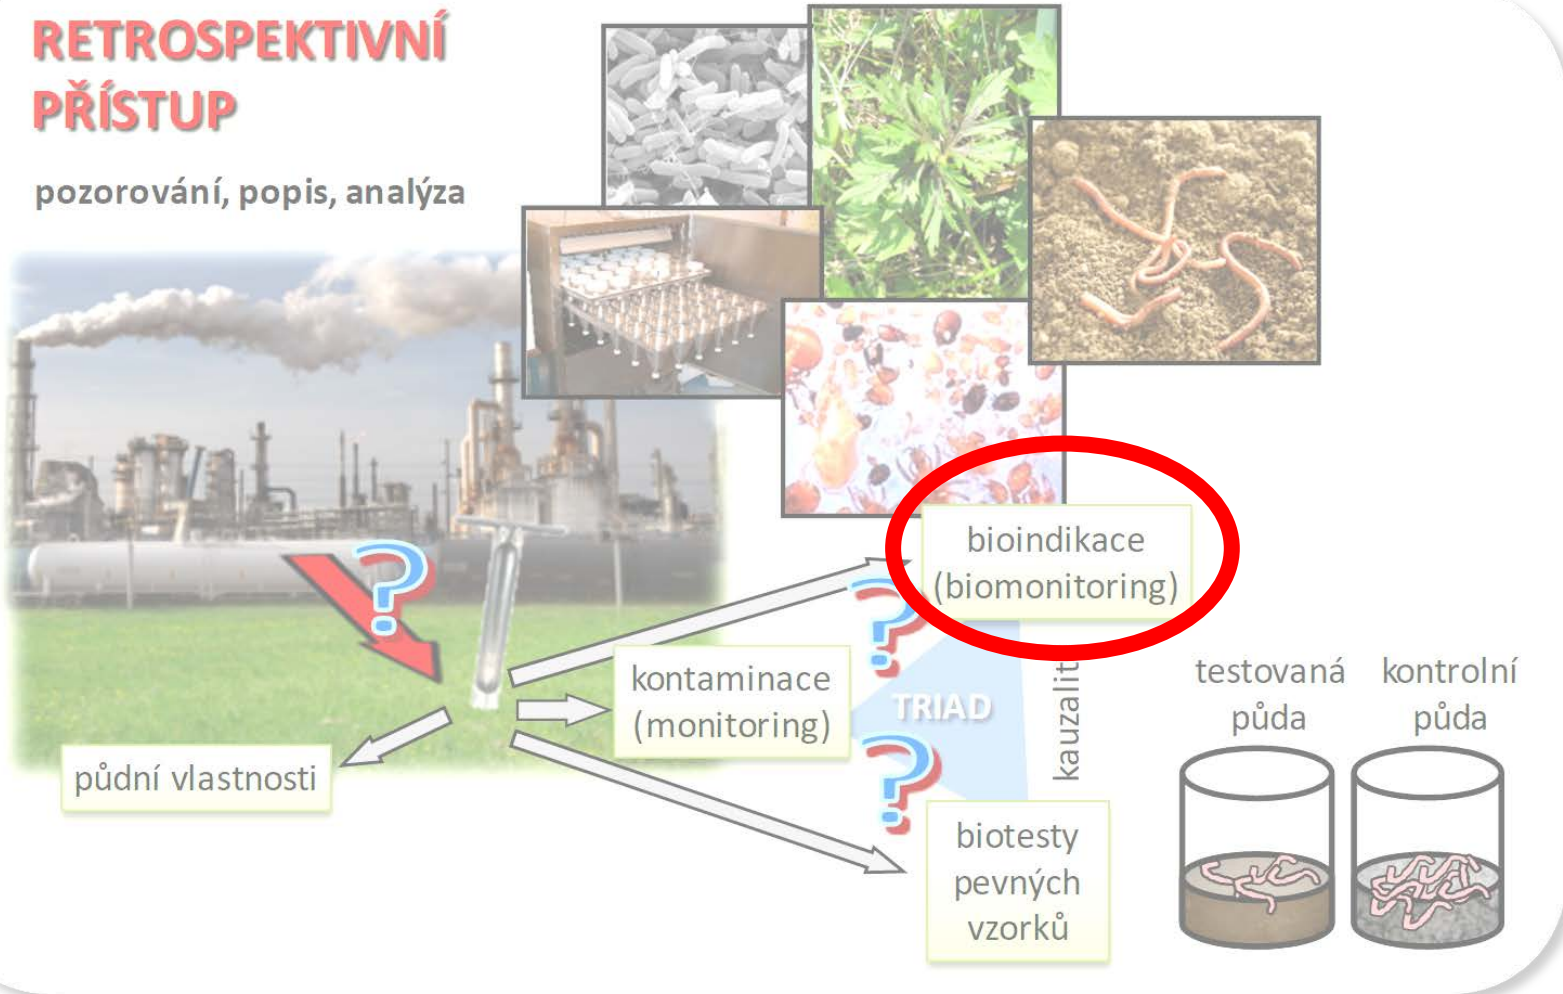 RETROSPEKTIVNÍ
PŘÍSTUP
pozorování, popis, analýza
bioindikace
(biomonitoring)
kontaminace
(monitoring)
TRIAD
kauzalit
testovaná
půda
kontrolní
půda
půdní vlastnosti
biotesty
pevných
vzorků
?
?
?